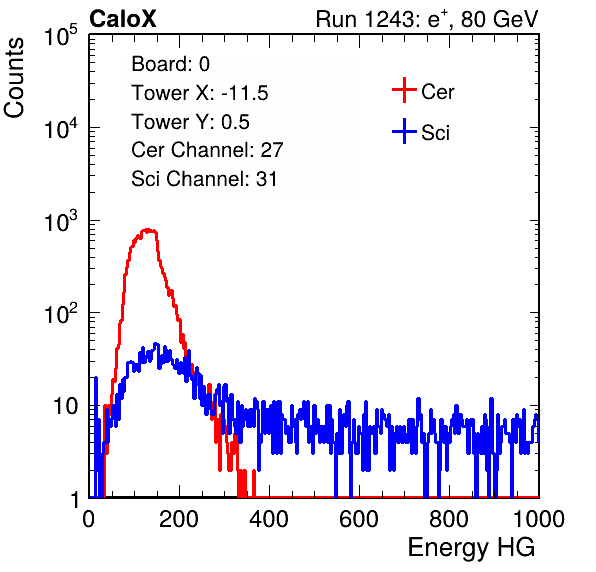 CaloX Run 1243: e⁺, 80 GeV
Counts
10⁵
10⁴
10³
10²
10
1
Board: 0
Tower X: -11.5
Tower Y: 0.5
Cer Channel: 27
Sci Channel: 31
Cer
Sci
0 200 400 600 800 1000
Energy HG